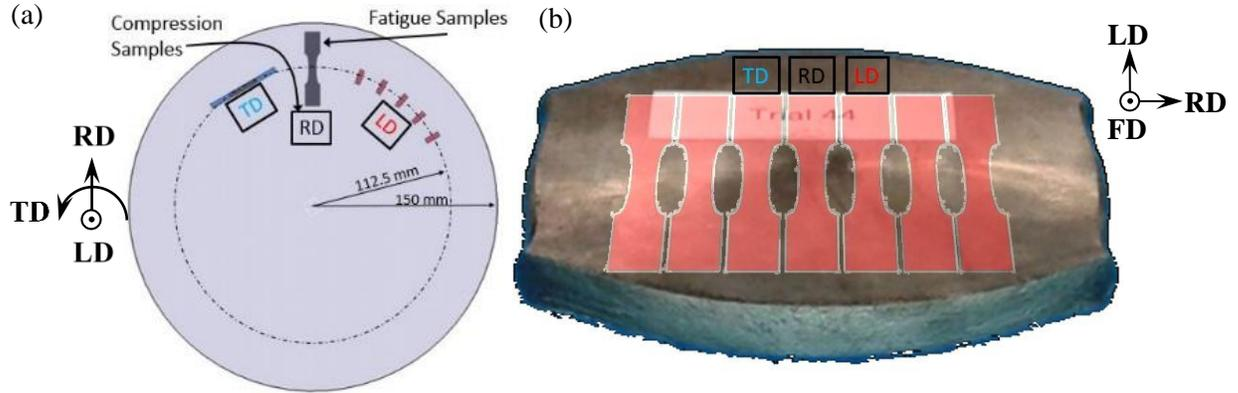 (a)
Compression
Samples
Fatigue Samples
TD
RD
LD
112.5 mm
150 mm
RD
TD
LD
(b)
TD RD LD
Trial 44
LD
RD
FD